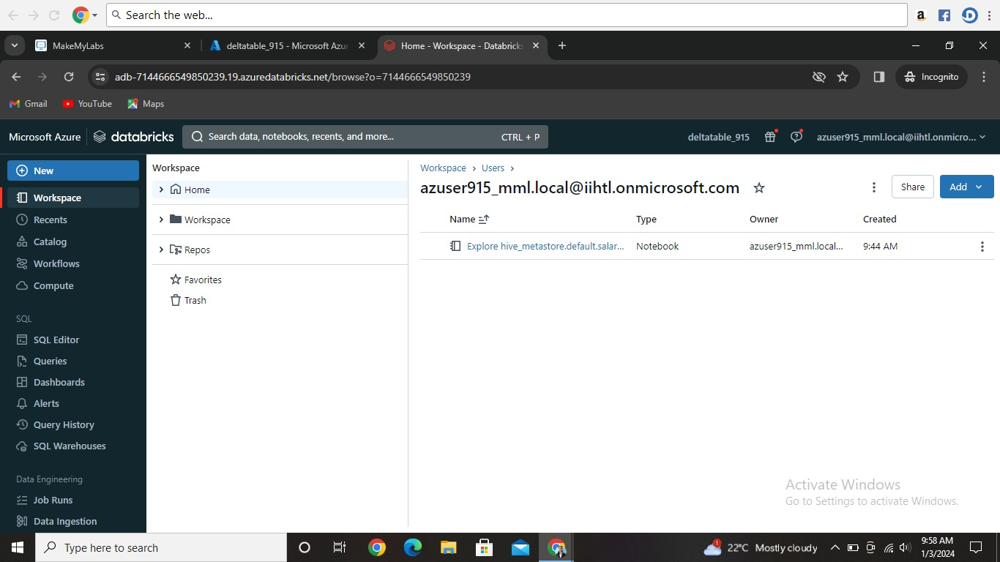 Search the web...
MakeMyLabs
deltatable_915 - Microsoft Azur
Home - Workspace - Databricks
adb-7144666549850239.19.azuredatabricks.net/browse?o=7144666549850239
Incognito
Gmail
YouTube
Maps
Microsoft Azure
databricks
Search data, notebooks, recents, and more...
CTRL + P
deltatable_915
azuser915_mml.local@iihtl.onmicro...
New
Workspace
Recents
Catalog
Workflows
Compute
SQL
SQL Editor
Queries
Dashboards
Alerts
Query History
SQL Warehouses
Data Engineering
Job Runs
Data Ingestion
Workspace
Home
Workspace
Repos
Favorites
Trash
Workspace › Users ›
azuser915_mml.local@iihtl.onmicrosoft.com
Share
Add
Name Type Owner Created
Explore hive_metastore.default.salar... Notebook azuser915_mml.local... 9:44 AM
Activate Windows
Go to Settings to activate Windows.
Type here to search
1
22°C Mostly cloudy
9:58 AM
1/3/2024